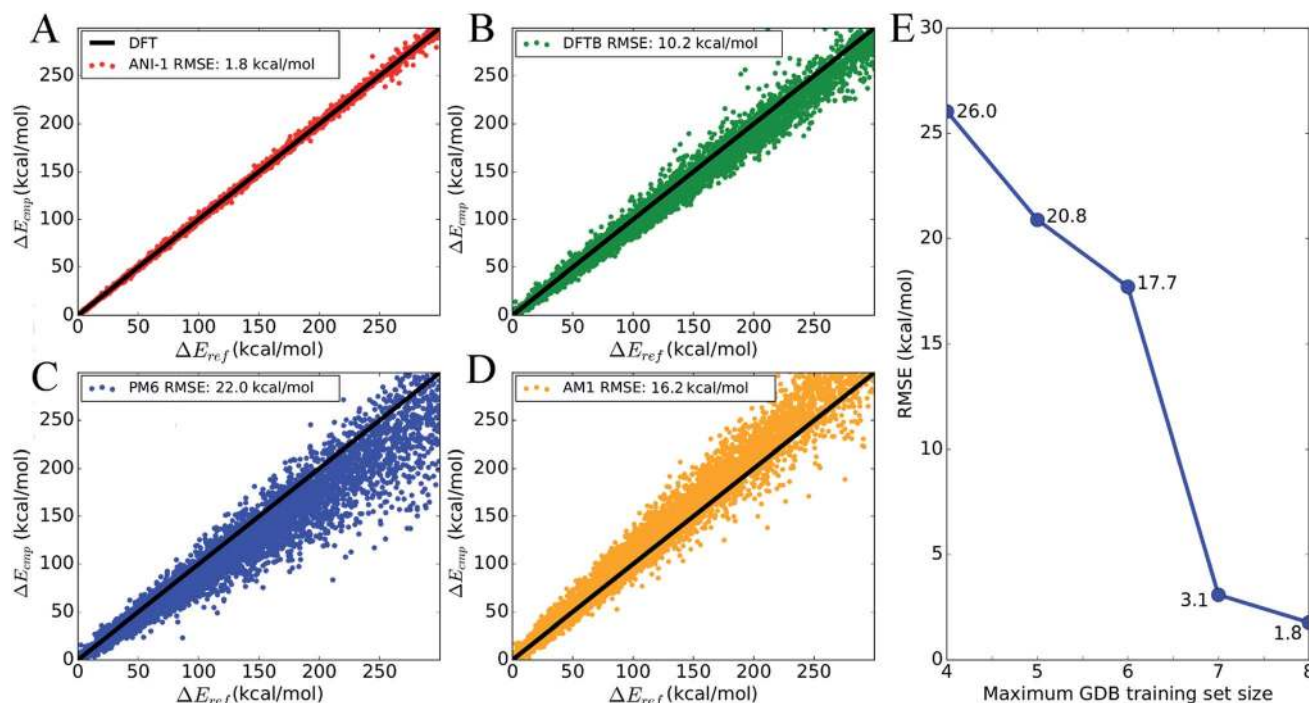 A
DFT
ANI-1 RMSE: 1.8 kcal/mol
250
200
150
100
50
0
ΔE_cmp (kcal/mol)
0 50 100 150 200 250
ΔE_ref (kcal/mol)
B
DFTB RMSE: 10.2 kcal/mol
250
200
150
100
50
0
ΔE_cmp (kcal/mol)
0 50 100 150 200 250
ΔE_ref (kcal/mol)
C
PM6 RMSE: 22.0 kcal/mol
250
200
150
100
50
0
ΔE_cmp (kcal/mol)
0 50 100 150 200 250
ΔE_ref (kcal/mol)
D
AM1 RMSE: 16.2 kcal/mol
250
200
150
100
50
0
ΔE_cmp (kcal/mol)
0 50 100 150 200 250
ΔE_ref (kcal/mol)
E
30
25
20
15
10
5
0
RMSE (kcal/mol)
26.0
20.8
17.7
3.1
1.8
4 5 6 7 8
Maximum GDB training set size